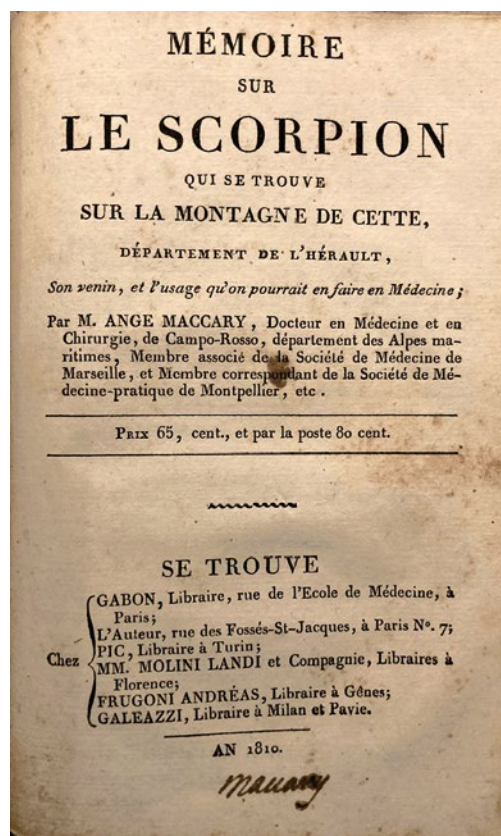 MÉMOIRE
SUR
LE SCORPION
QUI SE TROUVE
SUR LA MONTAGNE DE CETTE,
DÉPARTEMENT DE L'HÉRAULT,
Son venin, et l'usage qu'on pourrait en faire en Médecine;
Par M. ANGE MACCARY, Docteur en Médecine et en
Chirurgie, de Campo-Rosso, département des Alpes ma-
ritimes, Membre associé de la Société de Médecine de
Marseille, et Membre correspondant de la Société de Mé-
decine-pratique de Montpellier, etc.
PRIX 65, cent., et par la poste 80 cent.
SE TROUVE
Chez
GABON, Libraire, rue de l'Ecole de Médecine, à
Paris;
L'Auteur, rue des Fossés-St-Jacques, à Paris N°. 7;
PIC, Libraire à Turin;
MM. MOLINI LANDI et Compagnie, Libraires à
Florence;
FRUGONI ANDRÉAS, Libraire à Gênes;
GALEAZZI, Libraire à Milan et Pavie.
AN 1810.
Maccary